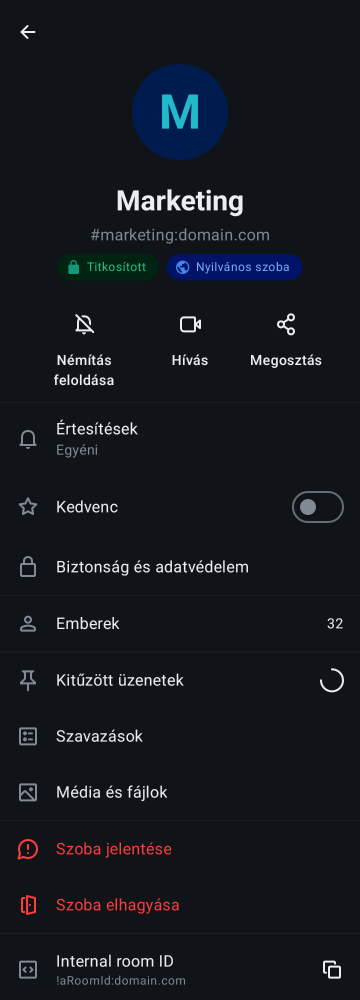 M
Marketing
#marketing:domain.com
Titkosított Nyilvános szoba
Némítás feloldása
Hívás
Megosztás
Értesítések
Egyéni
Kedvenc
Biztonság és adatvédelem
Emberek 32
Kitűzött üzenetek
Szavazások
Média és fájlok
Szoba jelentése
Szoba elhagyása
Internal room ID
!aRoomId:domain.com